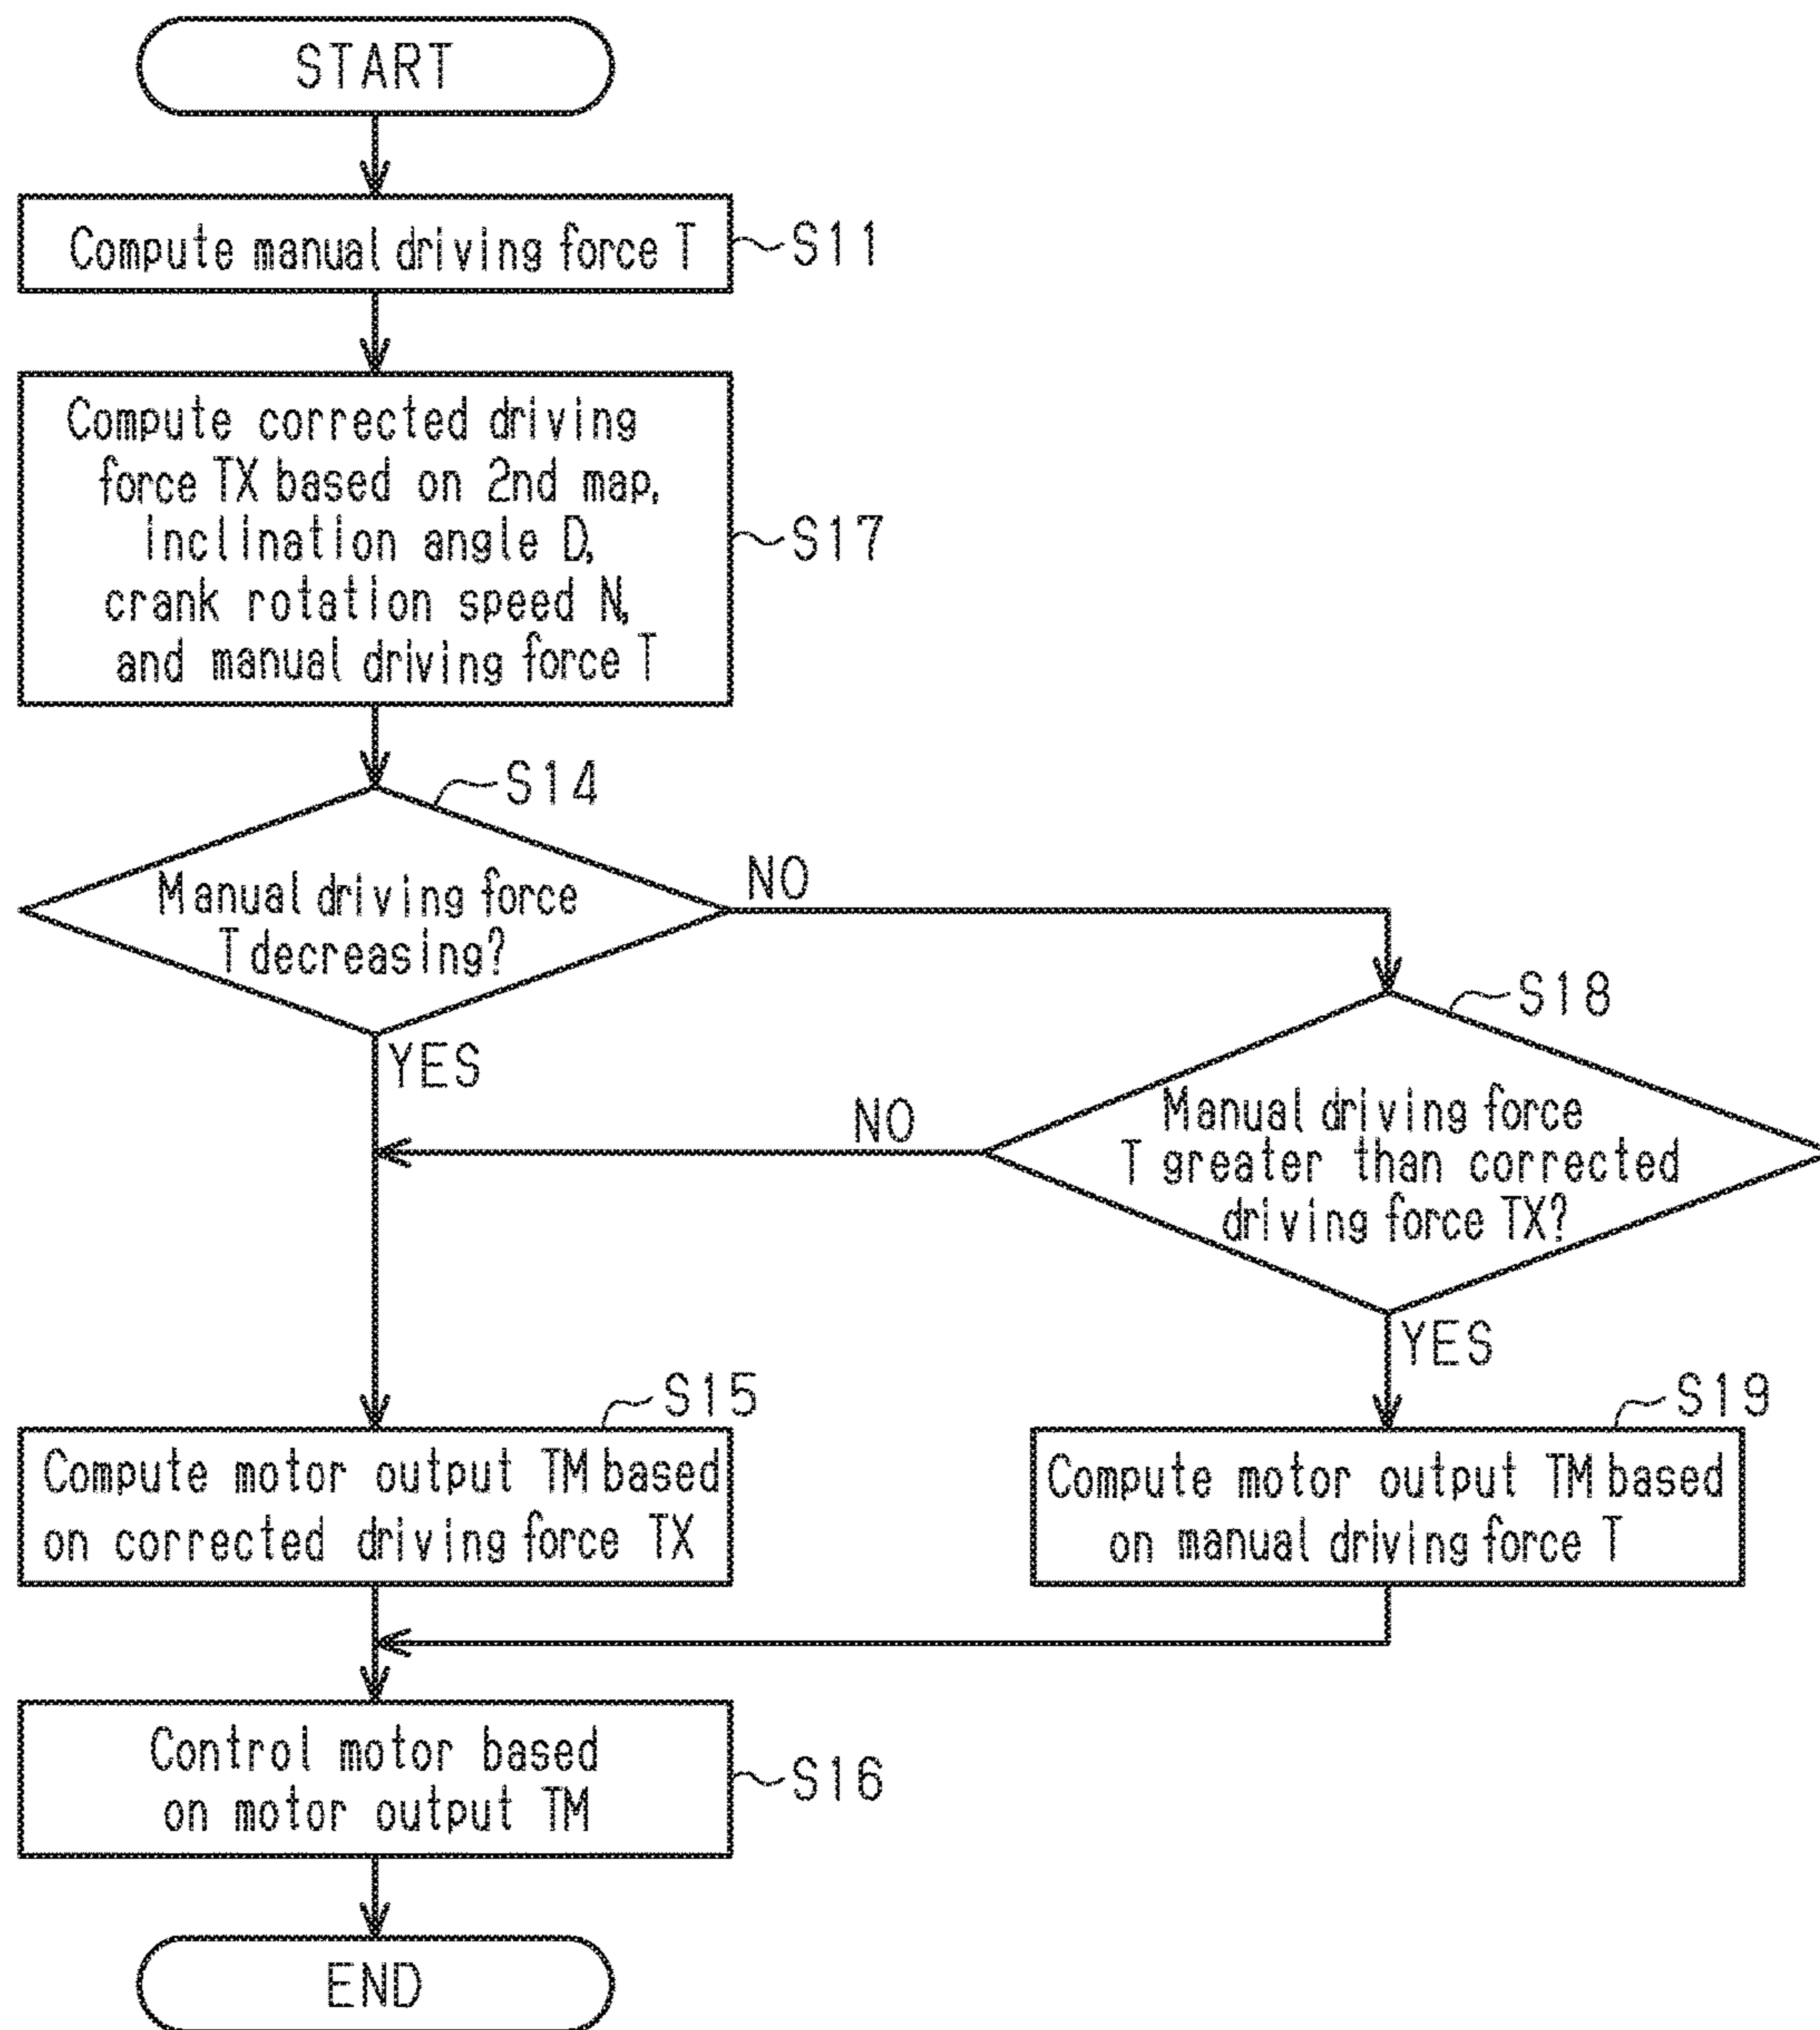 START
Compute manual driving force T
S11
Compute corrected driving
force TX based on 2nd map,
inclination angle D,
crank rotation speed N,
and manual driving force T
S17
S14
Manual driving force
T decreasing?
NO
YES
S18
Manual driving force
T greater than corrected
driving force TX?
NO
YES
S15
Compute motor output TM based
on corrected driving force TX
S19
Compute motor output TM based
on manual driving force T
Control motor based
on motor output TM
S16
END